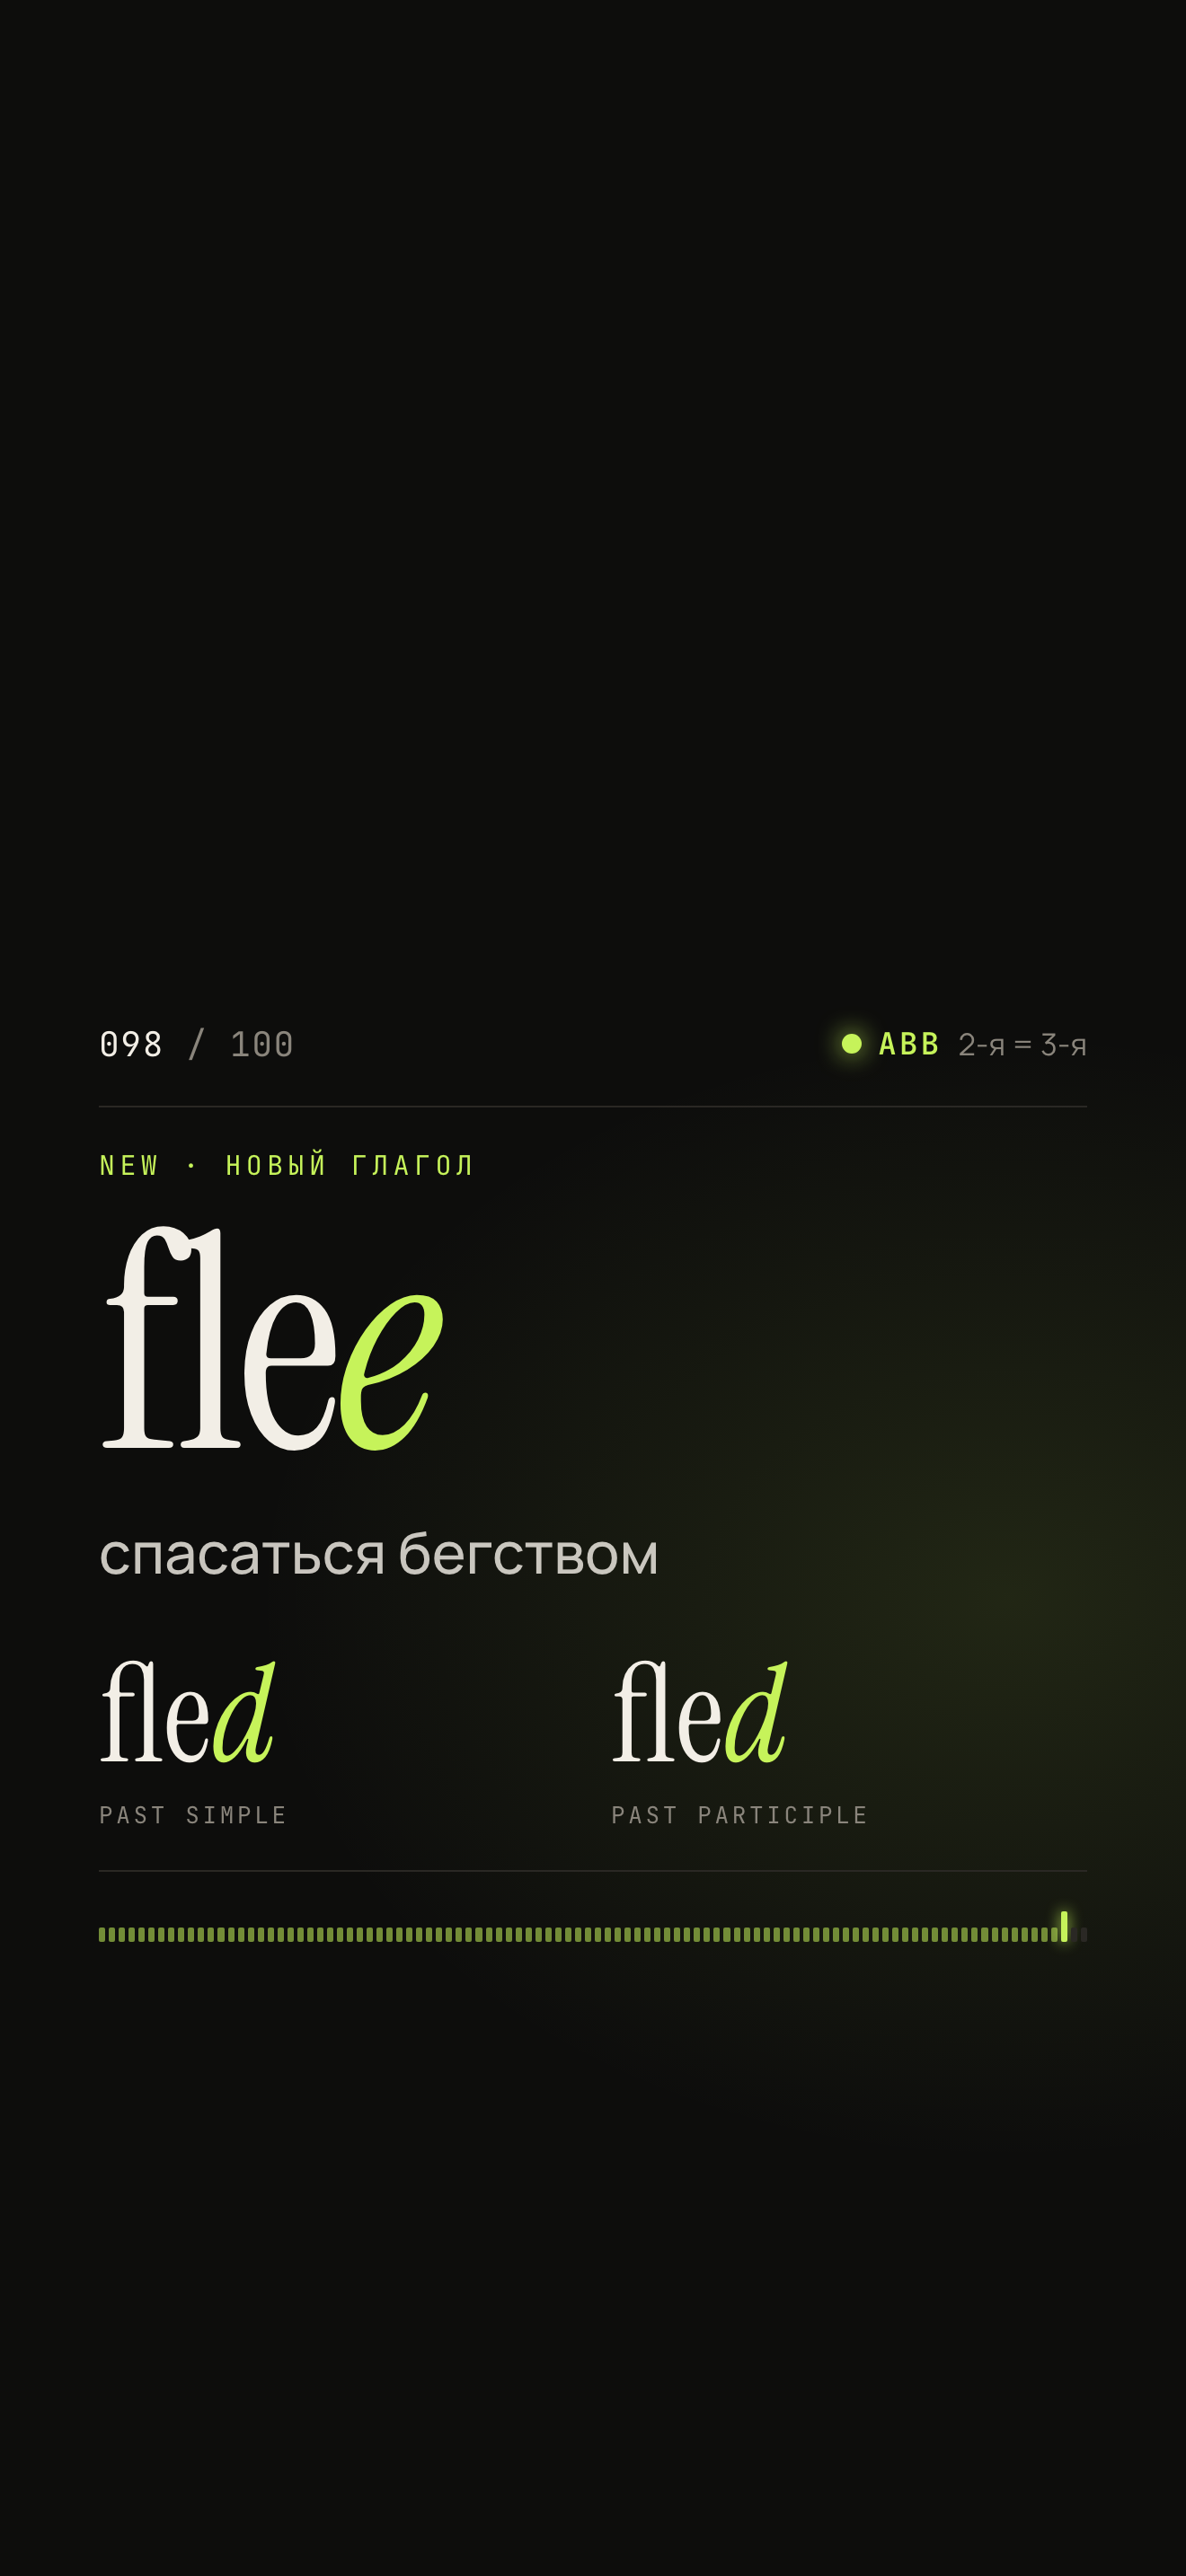 098 / 100
ABB 2-я = 3-я
NEW · НОВЫЙ ГЛАГОЛ
flee
спасаться бегством
fled
fled
PAST SIMPLE
PAST PARTICIPLE